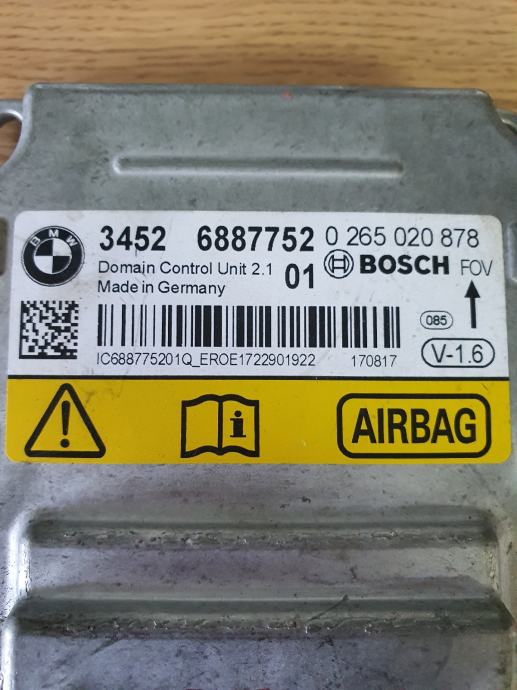 BMW
3452 6887752 0 265 020 878
Domain Control Unit 2.1 01 BOSCH FOV
Made in Germany
085
V-1.6
IC688775201Q_EROE1722901922 170817
AIRBAG